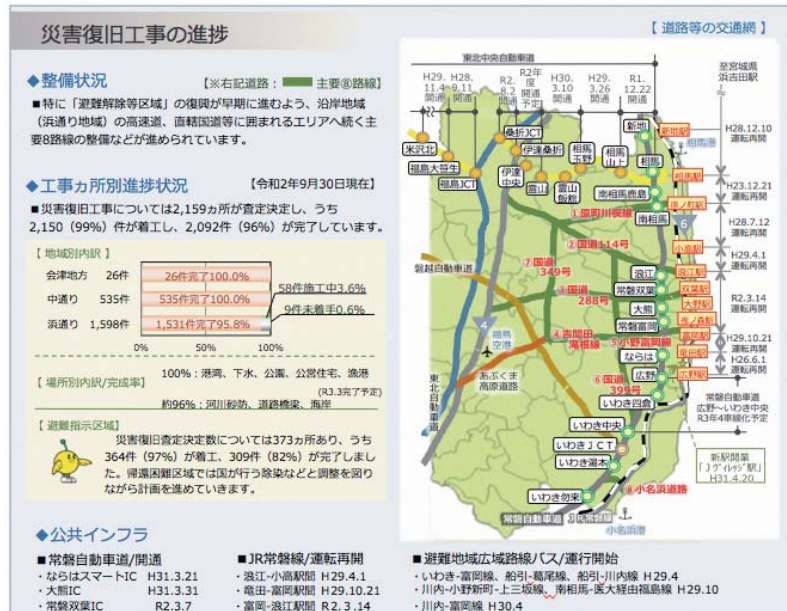 災害復旧工事の進捗
【 道路等の交通網 】
◆整備状況
【※右記道路： 主要⑧路線】
■特に「避難解除等区域」の復興が早期に進むよう、沿岸地域
（浜通り地域）の高速道、直轄国道等に囲まれるエリアへ続く主
要8路線の整備などが進められています。
◆工事ヵ所別進捗状況
【令和2年9月30日現在】
■災害復旧工事については2,159ヵ所が査定決定し、うち
2,150（99%）件が着工し、2,092件（96%）が完了しています。
【 地域別内訳 】
会津地方 26件 26件完了100.0%
中通り 535件 535件完了100.0%
浜通り 1,598件 1,531件完了95.8%
58件施工中3.6%
9件未着手0.6%
0% 50% 100%
【 場所別内訳/完成率】
100%：港湾、下水、公園、公営住宅、漁港
(R3.3完了予定)
約96%：河川砂防、道路橋梁、海岸
【 避難指示区域】
災害復旧査定決定数については373ヵ所あり、うち
364件（97%）が着工、309件（82%）が完了しま
した。帰還困難区域では国が行う除染などと調整を図り
ながら計画を進めていきます。
東北中央自動車道
H29.11.4開通
H28.9.11開通
R2.8.2開通
R2年度開通予定
H30.3.10開通
H29.3.26開通
R1.12.22開通
至宮城県
浜吉田駅
米沢北
福島大笹生
福島JCT
桑折JCT
伊達桑折
伊達中央
霊山
霊山飯舘
相馬玉野
相馬山上
新地
相馬
南相馬鹿島
南相馬
浪江
常磐双葉
大熊
常磐富岡
ならは
広野
いわき四倉
いわき中央
いわきJCT
いわき湯本
いわき勿来
新地駅
相馬港
相馬駅
原ノ町駅
小高駅
浪江駅
双葉駅
大野駅
夜ノ森駅
富岡駅
竜田駅
広野駅
H28.12.10
運転再開
H23.12.21
運転再開
H28.7.12
運転再開
H29.4.1
運転再開
R2.3.14
運転再開
H29.10.21
運転再開
H26.6.1
運転再開
①原町川俣線
②国道114号
③国道288号
④吉間田滝根線
⑤小野富岡線
⑥国道399号
⑦国道349号
⑧小名浜道路
磐越自動車道
4
6
福島空港
あぶくま高原道路
東北自動車道
常磐自動車道
広野～いわき中央
R3年4車線化予定
新駅開業
「Jヴィレッジ駅」
H31.4.20
常磐自動車道
JR常磐線
小名浜港
◆公共インフラ
■常磐自動車道/開通
・ならはスマートIC H31.3.21
・大熊IC H31.3.31
・常磐双葉IC R2.3.7
■JR常磐線/運転再開
・浪江-小高駅間 H29.4.1
・竜田-富岡駅間 H29.10.21
・富岡-浪江駅間 R2.3.14
■避難地域広域路線バス/運行開始
・いわき-富岡線、船引-葛尾線、船引-川内線 H29.4
・川内-小野新町-上三坂線、南相馬-医大経由福島線 H29.10
・川内-富岡線 H30.4